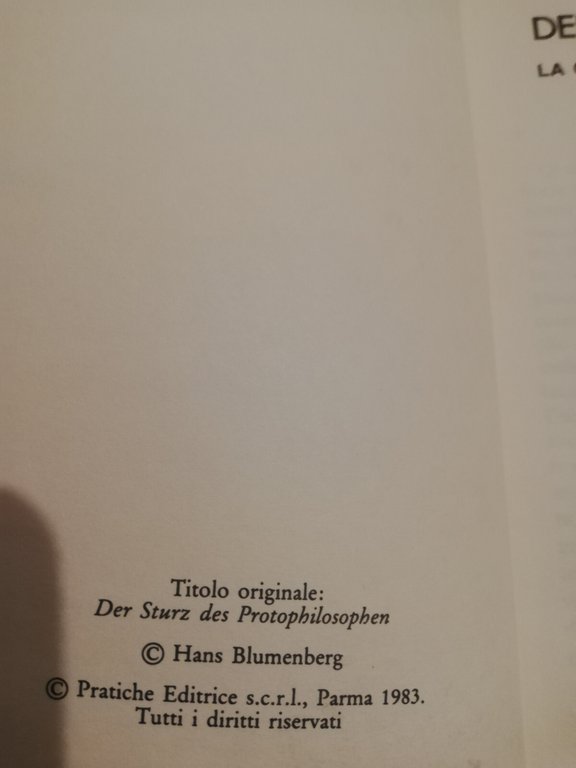 Titolo originale:
Der Sturz des Protophilosophen
© Hans Blumenberg
© Pratiche Editrice s.c.r.l., Parma 1983.
Tutti i diritti riservati
DE
LA